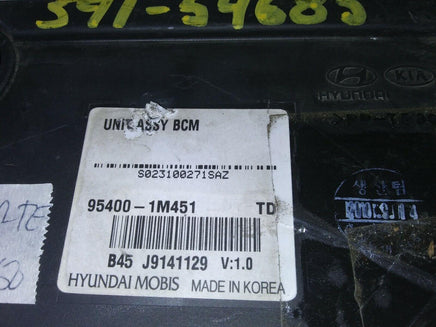 591-54685
UNIT ASSY BCM
HYUNDAI
KIA
S023100271SAZ
95400-1M451 TD
B45 J9141129 V:1.0
HYUNDAI MOBIS MADE IN KOREA